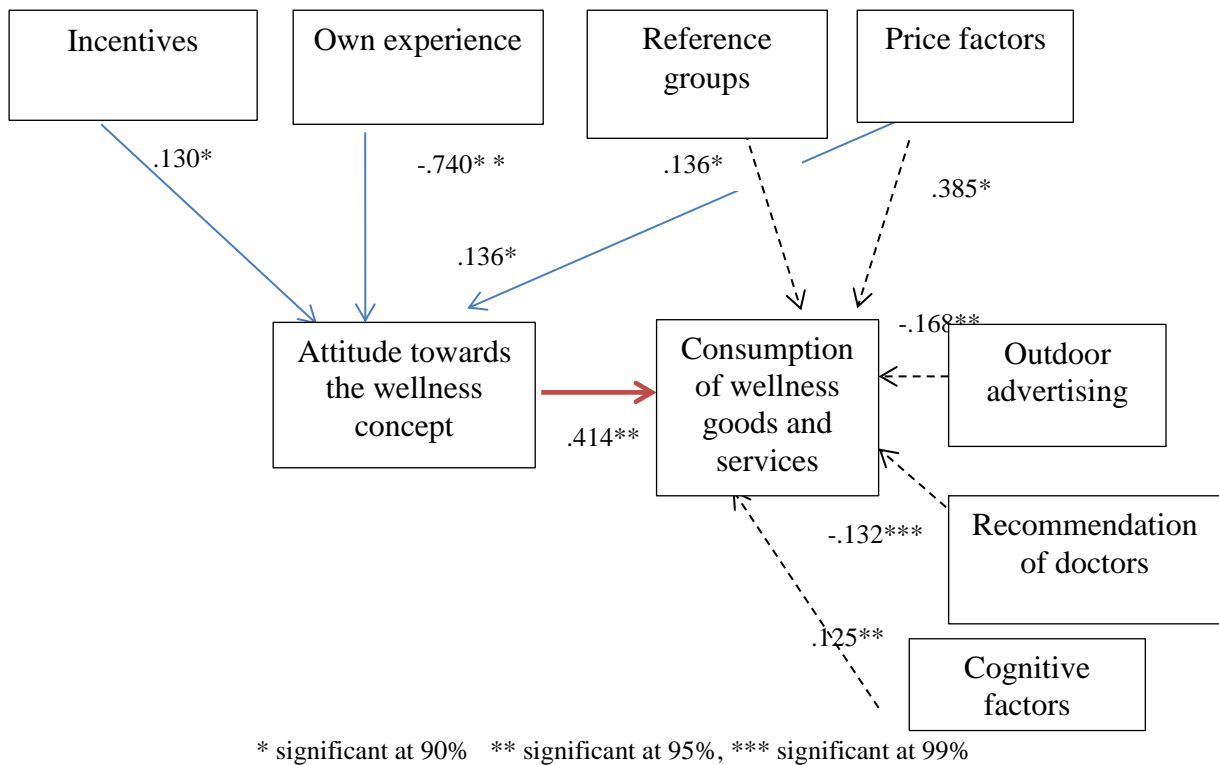 Incentives
Own experience
Reference
groups
Price factors
.130*
-.740* *
.136*
.385*
.136*
Attitude towards
the wellness
concept
.414**
Consumption
of wellness
goods and
services
-.168**
Outdoor
advertising
-.132***
Recommendation
of doctors
.125**
Cognitive
factors
* significant at 90% ** significant at 95%, *** significant at 99%